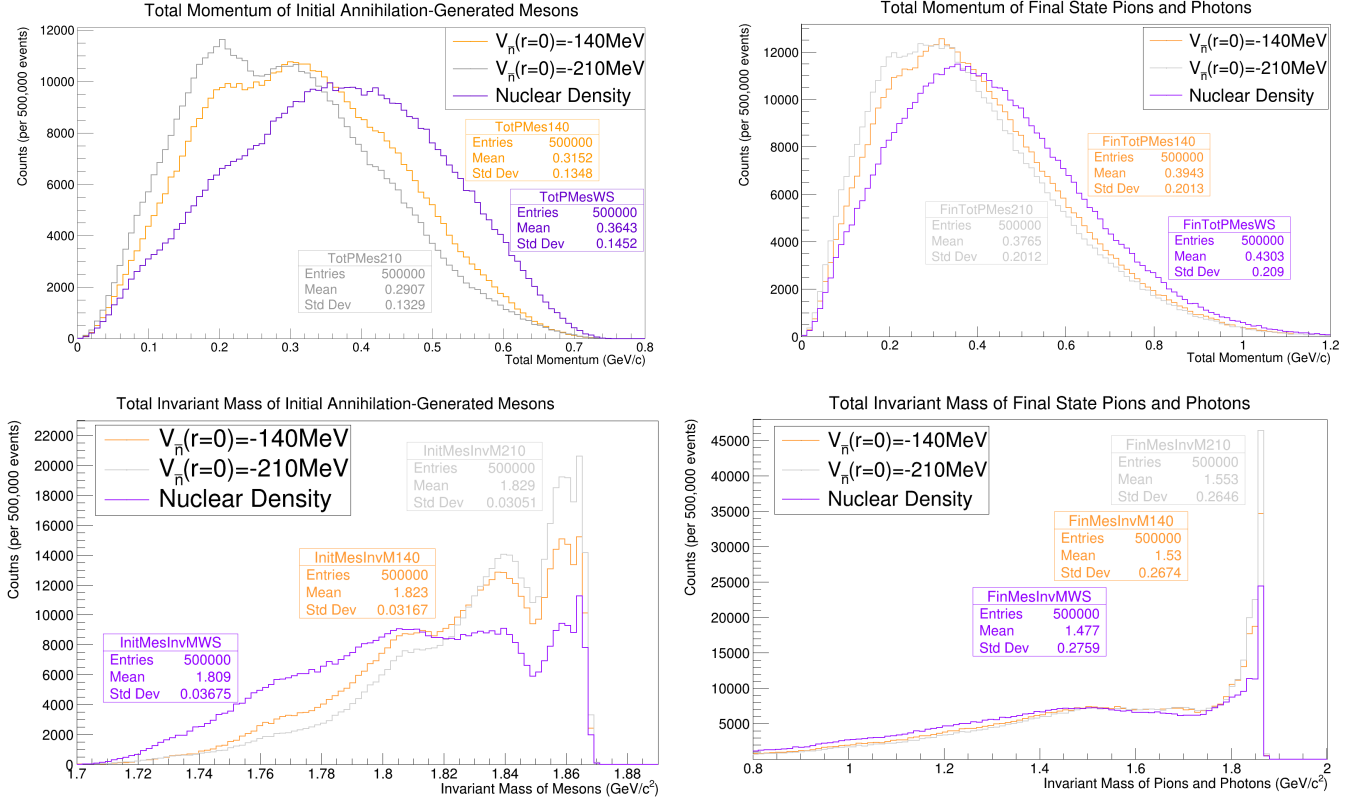 Total Momentum of Initial Annihilation-Generated Mesons
Counts (per 500,000 events)
12000
10000
8000
6000
4000
2000
0
V n̅(r=0)=-140MeV
V n̅(r=0)=-210MeV
Nuclear Density
TotPMes140
Entries 500000
Mean 0.3152
Std Dev 0.1348
TotPMesWS
Entries 500000
Mean 0.3643
Std Dev 0.1452
TotPMes210
Entries 500000
Mean 0.2907
Std Dev 0.1329
0 0.1 0.2 0.3 0.4 0.5 0.6 0.7 0.8
Total Momentum (GeV/c)
Total Momentum of Final State Pions and Photons
Counts (per 500,000 events)
12000
10000
8000
6000
4000
2000
0
V n̅(r=0)=-140MeV
V n̅(r=0)=-210MeV
Nuclear Density
FinTotPMes140
Entries 500000
Mean 0.3943
Std Dev 0.2013
FinTotPMes210
Entries 500000
Mean 0.3765
Std Dev 0.2012
FinTotPMesWS
Entries 500000
Mean 0.4303
Std Dev 0.209
0 0.2 0.4 0.6 0.8 1 1.2
Total Momentum (GeV/c)
Total Invariant Mass of Initial Annihilation-Generated Mesons
Coutns (per 500,000 events)
22000
20000
18000
16000
14000
12000
10000
8000
6000
4000
2000
0
V n̅(r=0)=-140MeV
V n̅(r=0)=-210MeV
Nuclear Density
InitMesInvM210
Entries 500000
Mean 1.829
Std Dev 0.03051
InitMesInvM140
Entries 500000
Mean 1.823
Std Dev 0.03167
InitMesInvMWS
Entries 500000
Mean 1.809
Std Dev 0.03675
1.7 1.72 1.74 1.76 1.78 1.8 1.82 1.84 1.86 1.88
Invariant Mass of Mesons (GeV/c²)
Total Invariant Mass of Final State Pions and Photons
Counts (per 500,000 events)
45000
40000
35000
30000
25000
20000
15000
10000
5000
V n̅(r=0)=-140MeV
V n̅(r=0)=-210MeV
Nuclear Density
FinMesInvM210
Entries 500000
Mean 1.553
Std Dev 0.2646
FinMesInvM140
Entries 500000
Mean 1.53
Std Dev 0.2674
FinMesInvMWS
Entries 500000
Mean 1.477
Std Dev 0.2759
0.8 1 1.2 1.4 1.6 1.8 2
Invariant Mass of Pions and Photons (GeV/c²)